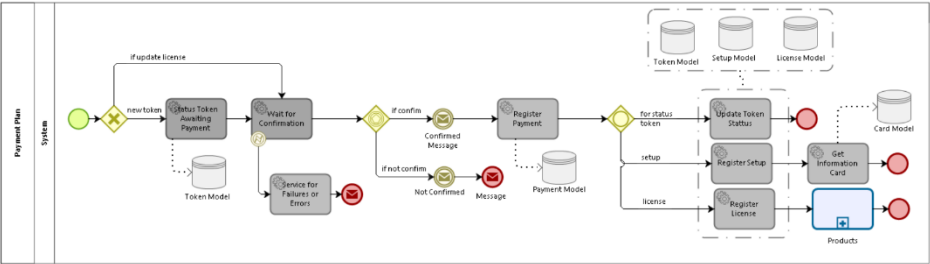 Payment Plan
System
if update license
new token
Status Token
Awaiting
Payment
Token Model
Wait for
Confirmation
Service for
Failures or
Errors
if confirm
Confirmed
Message
if not confirm
Not Confirmed
Message
Register
Payment
Payment Model
for status
token
setup
license
Token Model
Setup Model
License Model
Update Token
Stattus
Register Setup
Register
License
Get
Information
Card
Card Model
Products